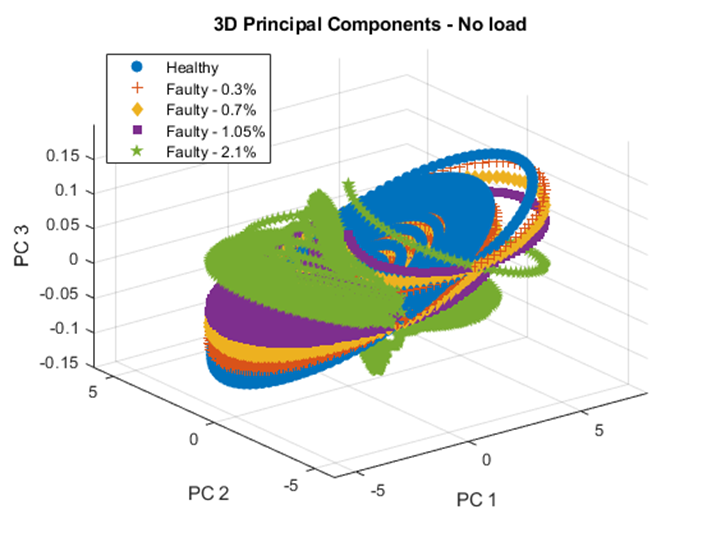 3D Principal Components - No load
Healthy
Faulty - 0.3%
Faulty - 0.7%
Faulty - 1.05%
Faulty - 2.1%
0.15
0.1
0.05
0
-0.05
-0.1
-0.15
PC 3
5
0
-5
PC 2
-5
0
5
PC 1